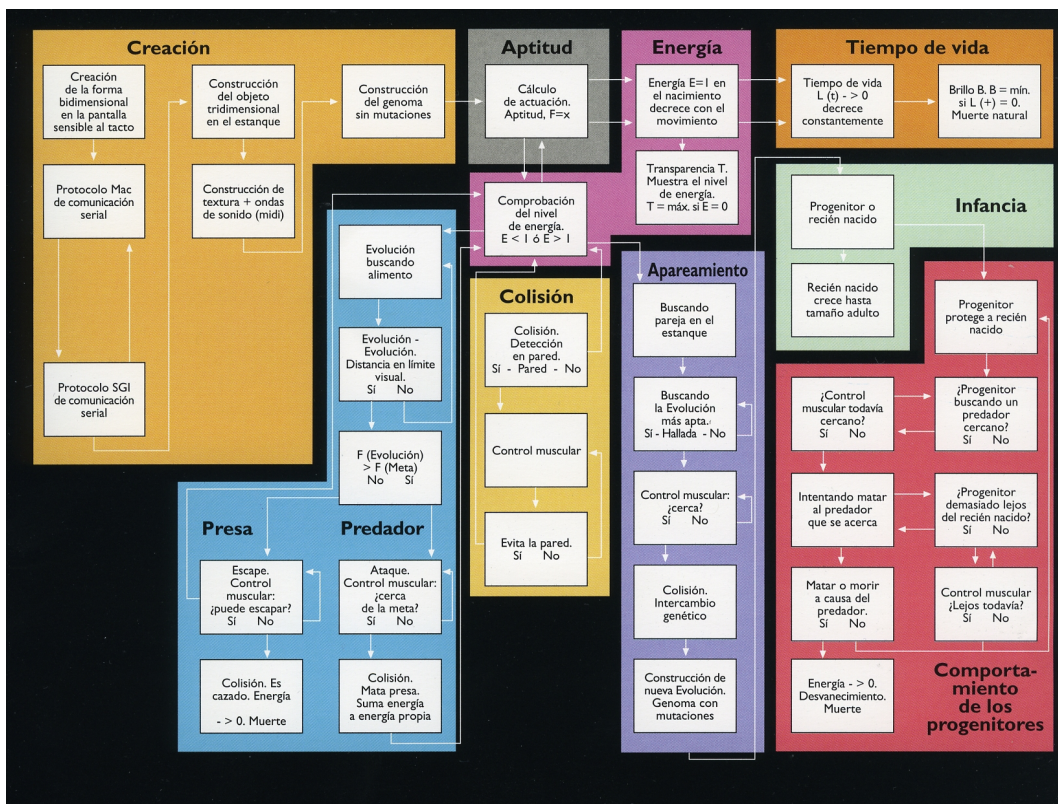 Creación
Creación
de la forma
bidimensional
en la pantalla
sensible al tacto
Protocolo Mac
de comunicación
serial
Protocolo SGI
de comunicación
serial
Construcción
del objeto
tridimensional
en el estanque
Construcción de
textura + ondas
de sonido (midi)
Construcción
del genoma
sin mutaciones
Aptitud
Cálculo
de actuación.
Aptitud, F=x
Energía
Energía E=1 en
el nacimiento
decrece con el
movimiento
Transparencia T.
Muestra el nivel
de energía.
T = máx. si E = 0
Comprobación
del nivel
de energía.
E < 1 ó E > 1
Tiempo de vida
Tiempo de vida
L (t) - > 0
decrece
constantemente
Brillo B. B = mín.
si L (+) = 0.
Muerte natural
Infancia
Progenitor o
recién nacido
Recién nacido
crece hasta
tamaño adulto
Evolución
buscando
alimento
Evolución -
Evolución.
Distancia en límite
visual.
Sí No
F (Evolución)
> F (Meta)
No Sí
Presa
Escape.
Control
muscular:
¿puede escapar?
Sí No
Colisión. Es
cazado. Energía
- > 0. Muerte
Predador
Ataque.
Control muscular:
¿cerca
de la meta?
Sí No
Colisión.
Mata presa.
Suma energía
a energía propia
Colisión
Colisión.
Detección
en pared.
Sí - Pared - No
Control muscular
Evita la pared.
Sí No
Apareamiento
Buscando
pareja en el
estanque
Buscando
la Evolución
más apta.
Sí - Hallada - No
Control muscular:
¿cerca?
Sí No
Colisión.
Intercambio
genético
Construcción de
nueva Evolución.
Genoma con
mutaciones
Progenitor
protege a recién
nacido
¿Progenitor
buscando un
predador
cercano?
Sí No
¿Control
muscular todavía
cercano?
Sí No
Intentando matar
al predador
que se acerca
¿Progenitor
demasiado lejos
del recién nacido?
Sí No
Matar o morir
a causa del
predador.
Sí No
Control muscular
¿Lejos todavía?
Sí No
Energía - > 0.
Desvanecimiento.
Muerte
Comporta-
miento
de los
progenitores